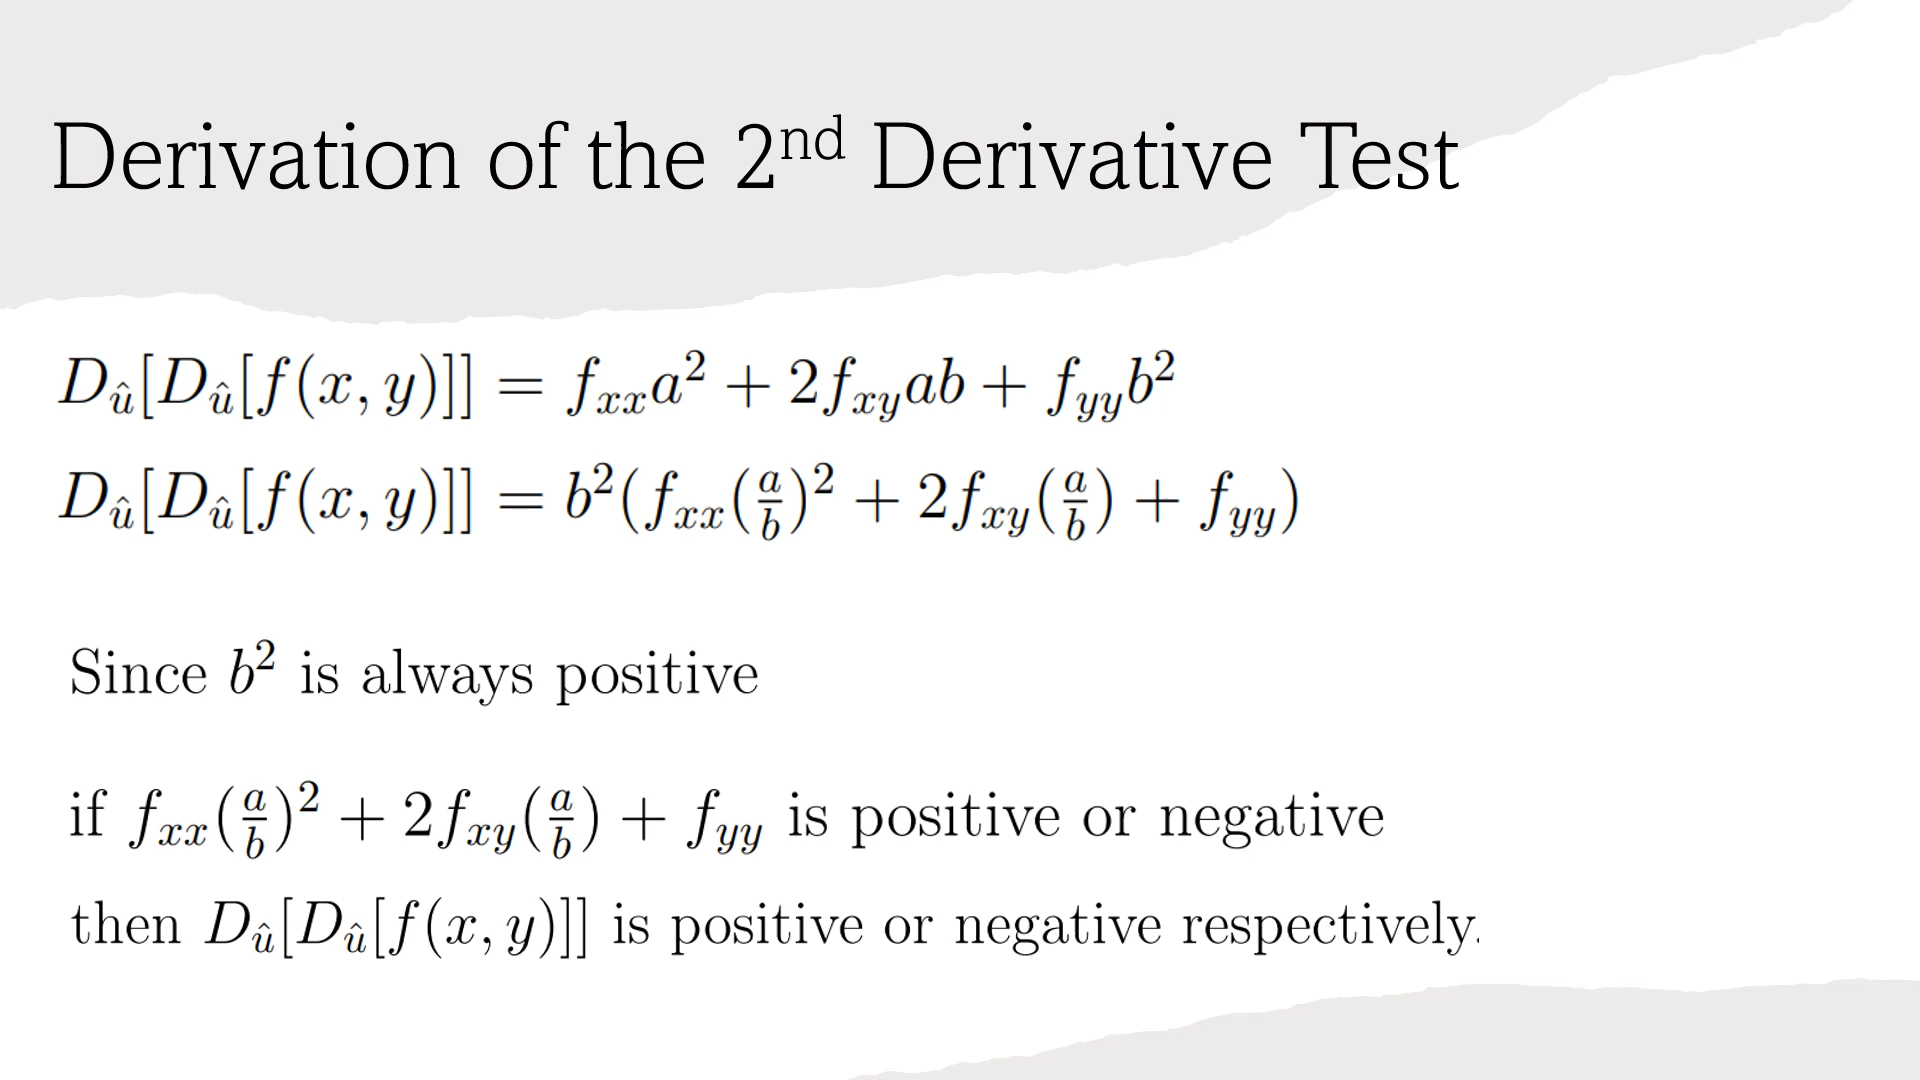 Derivation of the 2nd Derivative Test
D_û[D_û[f(x, y)]] = f_xx a² + 2f_xy ab + f_yy b²
D_û[D_û[f(x, y)]] = b²(f_xx(a/b)² + 2f_xy(a/b) + f_yy)
Since b² is always positive
if f_xx(a/b)² + 2f_xy(a/b) + f_yy is positive or negative
then D_û[D_û[f(x, y)]] is positive or negative respectively.